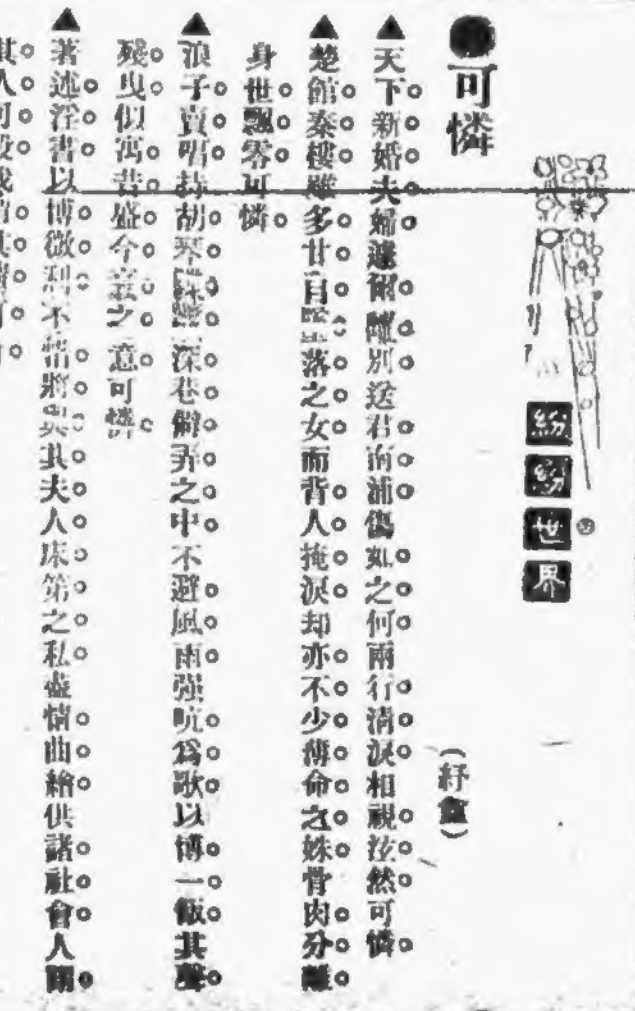 紛紛世界
可憐
(紓盦)
▲天下新婚夫婦遽爾離別送君南浦傷如之何兩行清淚相視泫然可憐
▲楚館秦樓雖多甘自墮落之女而背人掩淚却亦不少薄命之姝骨肉分離
身世飄零可憐
▲浪子賣唱持胡琴 深巷僻弄之中不避風雨強吭爲歌以博一飯其聲
殘曳似寓昔盛今衰之意可憐
▲著述淫書以博微利不惜將與其夫人床笫之私盡情曲繪供諸社會人
其人可